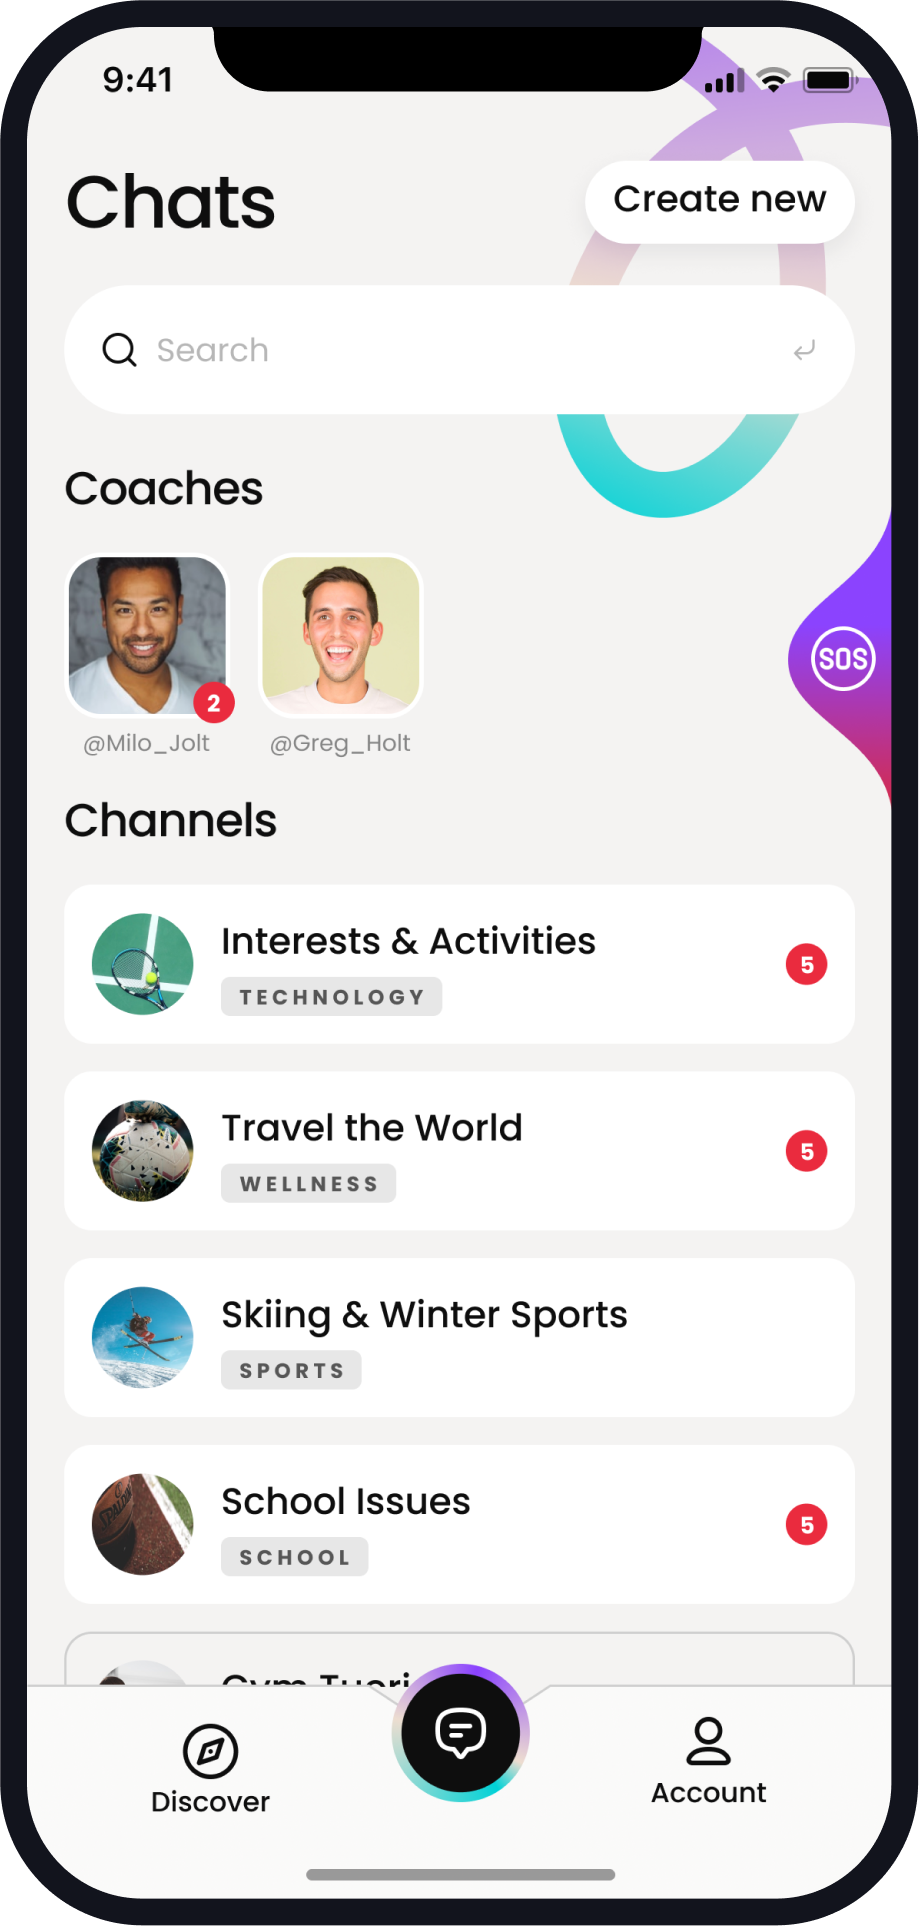 9:41
Chats
Create new
Search
Coaches
SOS
2
@Milo_Jolt
@Greg_Holt
Channels
Interests & Activities
TECHNOLOGY
5
Travel the World
WELLNESS
5
Skiing & Winter Sports
SPORTS
School Issues
SCHOOL
5
Gym
Discover
Account